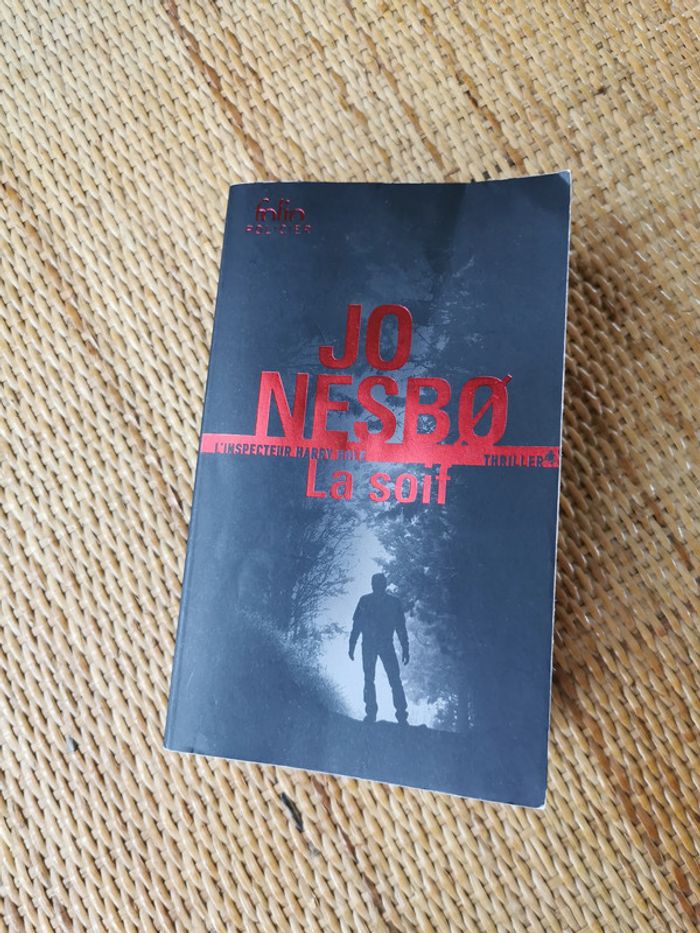 folio
POLICIER
JO
NESBØ
L'INSPECTEUR HARRY HOLE
THRILLER
La soif